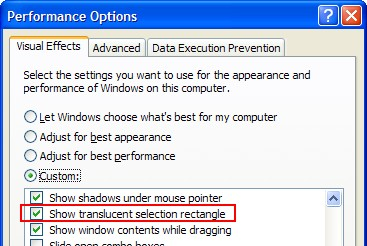 Performance Options
Visual Effects Advanced Data Execution Prevention
Select the settings you want to use for the appearance and
performance of Windows on this computer.
Let Windows choose what's best for my computer
Adjust for best appearance
Adjust for best performance
Custom:
Show shadows under mouse pointer
Show translucent selection rectangle
Show window contents while dragging
Slide open combo boxes